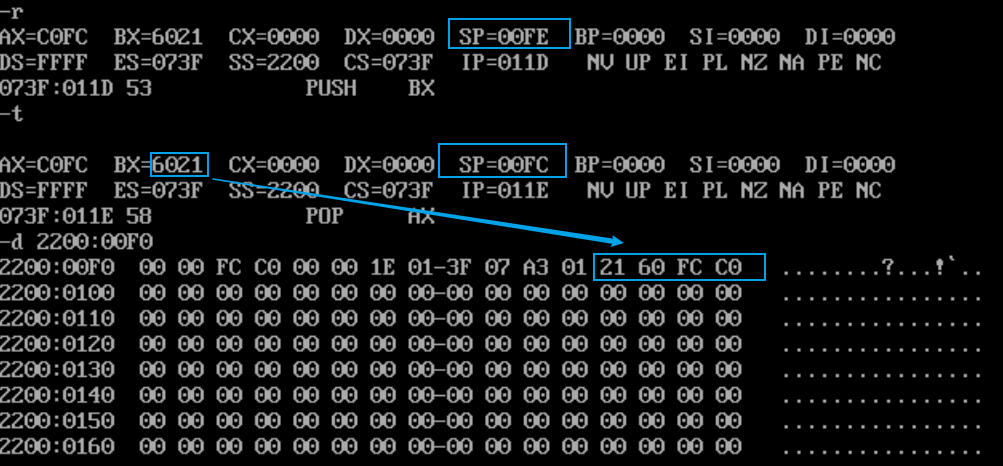 -r
AX=C0FC BX=6021 CX=0000 DX=0000 SP=00FE BP=0000 SI=0000 DI=0000
DS=FFFF ES=073F SS=2200 CS=073F IP=011D NV UP EI PL NZ NA PE NC
073F:011D 53 PUSH BX
-t
AX=C0FC BX=6021 CX=0000 DX=0000 SP=00FC BP=0000 SI=0000 DI=0000
DS=FFFF ES=073F SS=2200 CS=073F IP=011E NV UP EI PL NZ NA PE NC
073F:011E 58 POP AX
-d 2200:00F0
2200:00F0 00 00 FC C0 00 00 1E 01-3F 07 A3 01 21 60 FC C0 ........?...!`..
2200:0100 00 00 00 00 00 00 00 00-00 00 00 00 00 00 00 00 ................
2200:0110 00 00 00 00 00 00 00 00-00 00 00 00 00 00 00 00 ................
2200:0120 00 00 00 00 00 00 00 00-00 00 00 00 00 00 00 00 ................
2200:0130 00 00 00 00 00 00 00 00-00 00 00 00 00 00 00 00 ................
2200:0140 00 00 00 00 00 00 00 00-00 00 00 00 00 00 00 00 ................
2200:0150 00 00 00 00 00 00 00 00-00 00 00 00 00 00 00 00 ................
2200:0160 00 00 00 00 00 00 00 00-00 00 00 00 00 00 00 00 ................